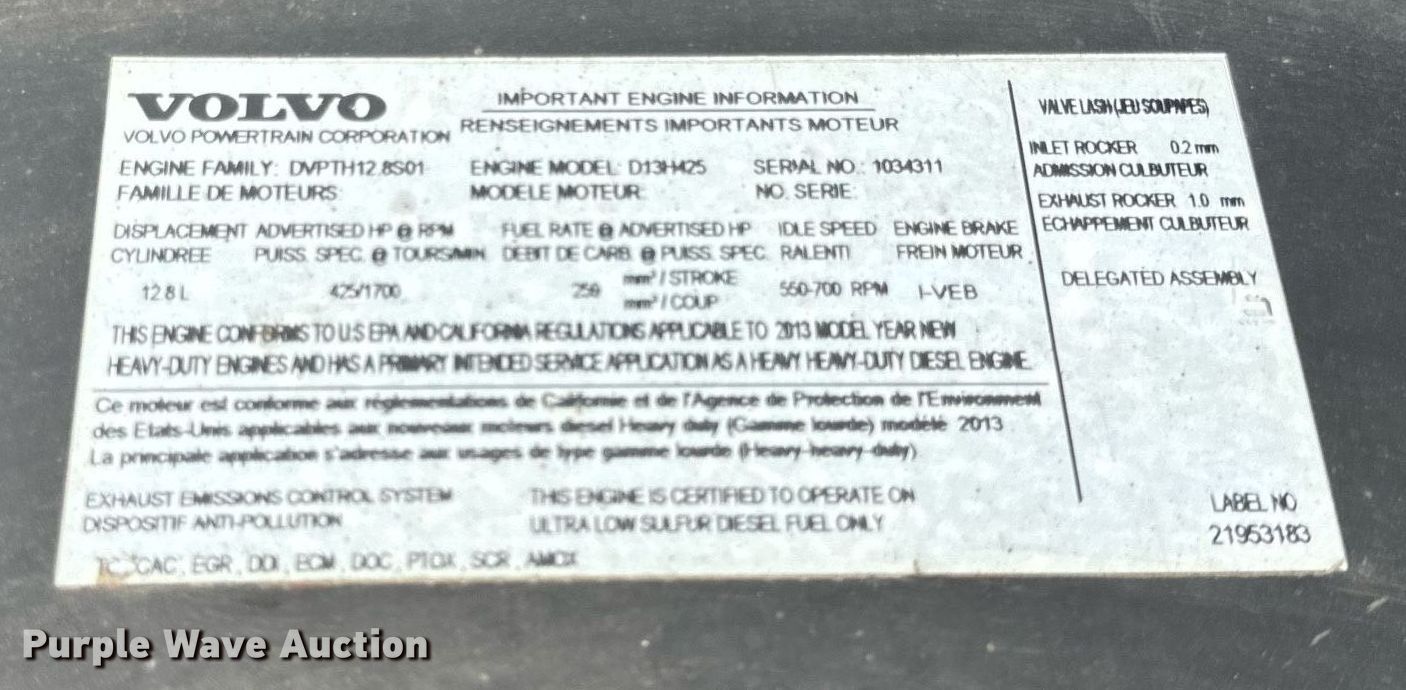 VOLVO
VOLVO POWERTRAIN CORPORATION
IMPORTANT ENGINE INFORMATION
RENSEIGNEMENTS IMPORTANTS MOTEUR
ENGINE FAMILY: DVPTH12.8S01 ENGINE MODEL: D13H425 SERIAL NO.: 1034311
FAMILLE DE MOTEURS: MODELE MOTEUR: NO. SERIE:
DISPLACEMENT ADVERTISED HP @ RPM FUEL RATE @ ADVERTISED HP IDLE SPEED ENGINE BRAKE
CYLINDREE PUISS. SPEC. @ TOURS/MIN. DEBIT DE CARB. @ PUISS. SPEC. RALENTI FREIN MOTEUR
12.8 L 425/1700 250 mm³ / STROKE 550-700 RPM I-VEB
mm³ / COUP
THIS ENGINE CONFORMS TO U.S EPA AND CALIFORNIA REGULATIONS APPLICABLE TO 2013 MODEL YEAR NEW
HEAVY-DUTY ENGINES AND HAS A PRIMARY INTENDED SERVICE APPLICATION AS A HEAVY HEAVY-DUTY DIESEL ENGINE.
Ce moteur est conforme aux réglementations de Californie et de l'Agence de Protection de l'Environnement
des Etats-Unis applicables aux nouveaux moteurs diesel Heavy duty (Gamme lourde) modélé 2013.
La principale application s'adresse aux usages de type gamme lourde (Heavy-heavy-duty)
EXHAUST EMISSIONS CONTROL SYSTEM
DISPOSITIF ANTI-POLLUTION
THIS ENGINE IS CERTIFIED TO OPERATE ON
ULTRA LOW SULFUR DIESEL FUEL ONLY
TC, CAC, EGR, DDI, ECM, DOC, PTOX, SCR, AMOX
VALVE LASH (JEU SOUPAPES)
INLET ROCKER 0.2 mm
ADMISSION CULBUTEUR
EXHAUST ROCKER 1.0 mm
ECHAPPEMENT CULBUTEUR
DELEGATED ASSEMBLY
LABEL NO
21953183
Purple Wave Auction